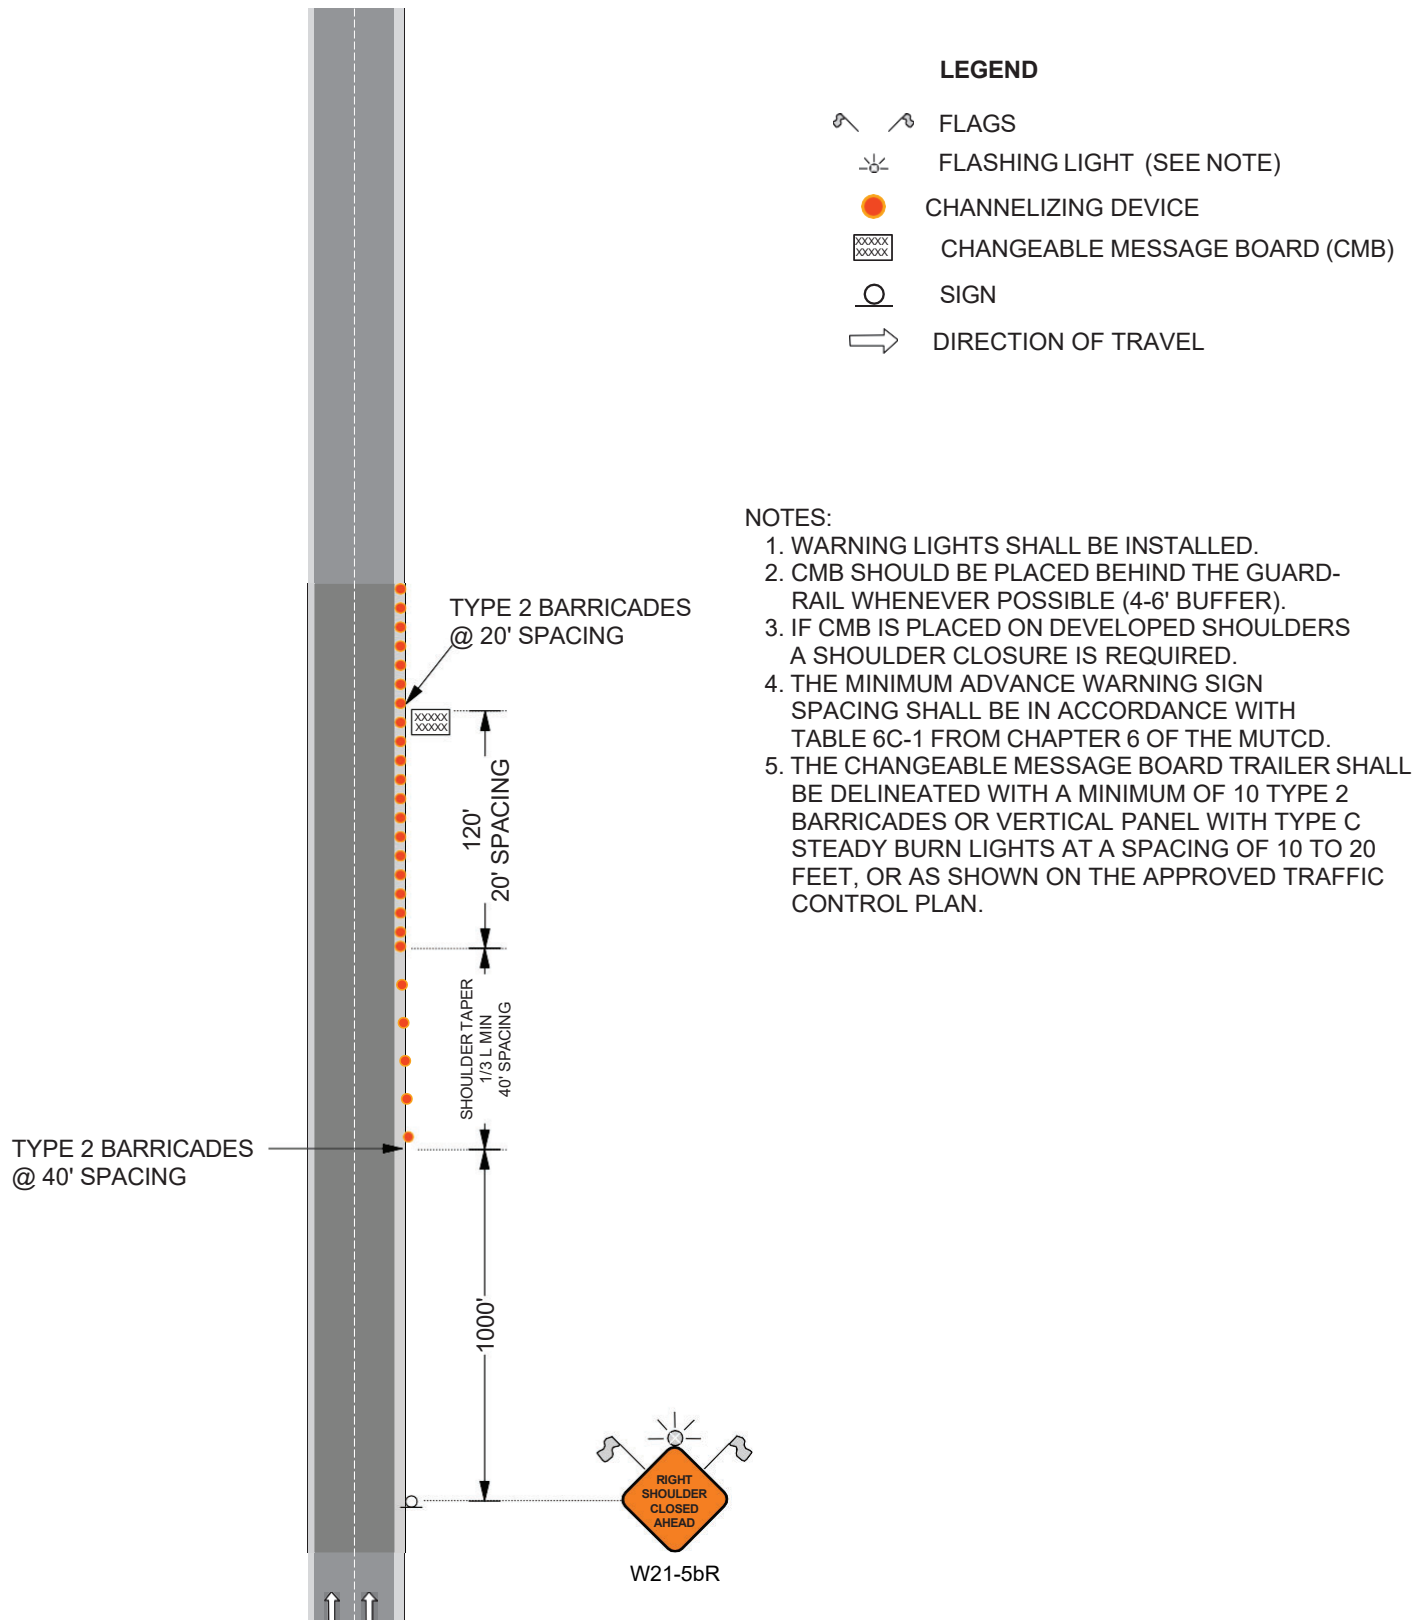 LEGEND
FLAGS
FLASHING LIGHT (SEE NOTE)
CHANNELIZING DEVICE
XXXXX
XXXXX
CHANGEABLE MESSAGE BOARD (CMB)
SIGN
DIRECTION OF TRAVEL
NOTES:
1. WARNING LIGHTS SHALL BE INSTALLED.
2. CMB SHOULD BE PLACED BEHIND THE GUARD-
RAIL WHENEVER POSSIBLE (4-6' BUFFER).
3. IF CMB IS PLACED ON DEVELOPED SHOULDERS
A SHOULDER CLOSURE IS REQUIRED.
4. THE MINIMUM ADVANCE WARNING SIGN
SPACING SHALL BE IN ACCORDANCE WITH
TABLE 6C-1 FROM CHAPTER 6 OF THE MUTCD.
5. THE CHANGEABLE MESSAGE BOARD TRAILER SHALL
BE DELINEATED WITH A MINIMUM OF 10 TYPE 2
BARRICADES OR VERTICAL PANEL WITH TYPE C
STEADY BURN LIGHTS AT A SPACING OF 10 TO 20
FEET, OR AS SHOWN ON THE APPROVED TRAFFIC
CONTROL PLAN.
TYPE 2 BARRICADES
@ 20' SPACING
XXXXX
XXXXX
120'
20' SPACING
SHOULDER TAPER
1/3 L MIN
40' SPACING
TYPE 2 BARRICADES
@ 40' SPACING
1000'
RIGHT
SHOULDER
CLOSED
AHEAD
W21-5bR